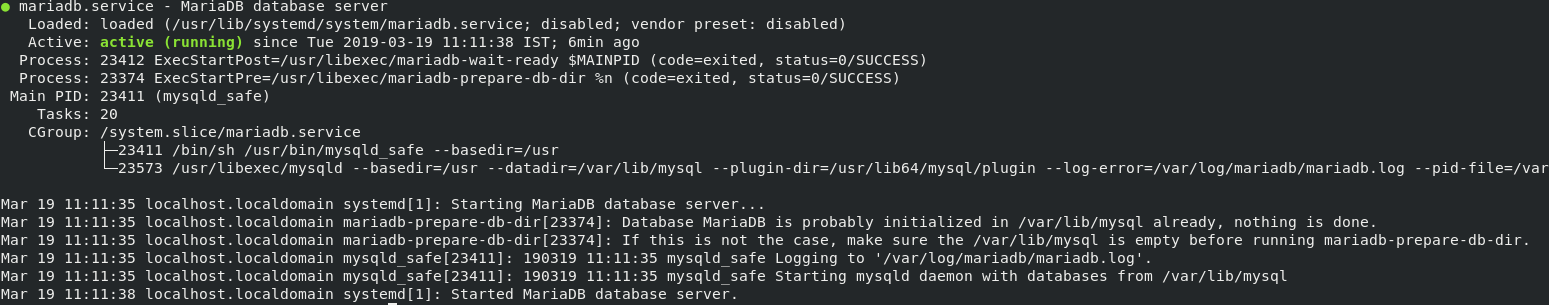 ● mariadb.service - MariaDB database server
   Loaded: loaded (/usr/lib/systemd/system/mariadb.service; disabled; vendor preset: disabled)
   Active: active (running) since Tue 2019-03-19 11:11:38 IST; 6min ago
  Process: 23412 ExecStartPost=/usr/libexec/mariadb-wait-ready $MAINPID (code=exited, status=0/SUCCESS)
  Process: 23374 ExecStartPre=/usr/libexec/mariadb-prepare-db-dir %n (code=exited, status=0/SUCCESS)
 Main PID: 23411 (mysqld_safe)
    Tasks: 20
   CGroup: /system.slice/mariadb.service
           ├─23411 /bin/sh /usr/bin/mysqld_safe --basedir=/usr
           └─23573 /usr/libexec/mysqld --basedir=/usr --datadir=/var/lib/mysql --plugin-dir=/usr/lib64/mysql/plugin --log-error=/var/log/mariadb/mariadb.log --pid-file=/var
Mar 19 11:11:35 localhost.localdomain systemd[1]: Starting MariaDB database server...
Mar 19 11:11:35 localhost.localdomain mariadb-prepare-db-dir[23374]: Database MariaDB is probably initialized in /var/lib/mysql already, nothing is done.
Mar 19 11:11:35 localhost.localdomain mariadb-prepare-db-dir[23374]: If this is not the case, make sure the /var/lib/mysql is empty before running mariadb-prepare-db-dir.
Mar 19 11:11:35 localhost.localdomain mysqld_safe[23411]: 190319 11:11:35 mysqld_safe Logging to '/var/log/mariadb/mariadb.log'.
Mar 19 11:11:35 localhost.localdomain mysqld_safe[23411]: 190319 11:11:35 mysqld_safe Starting mysqld daemon with databases from /var/lib/mysql
Mar 19 11:11:38 localhost.localdomain systemd[1]: Started MariaDB database server.